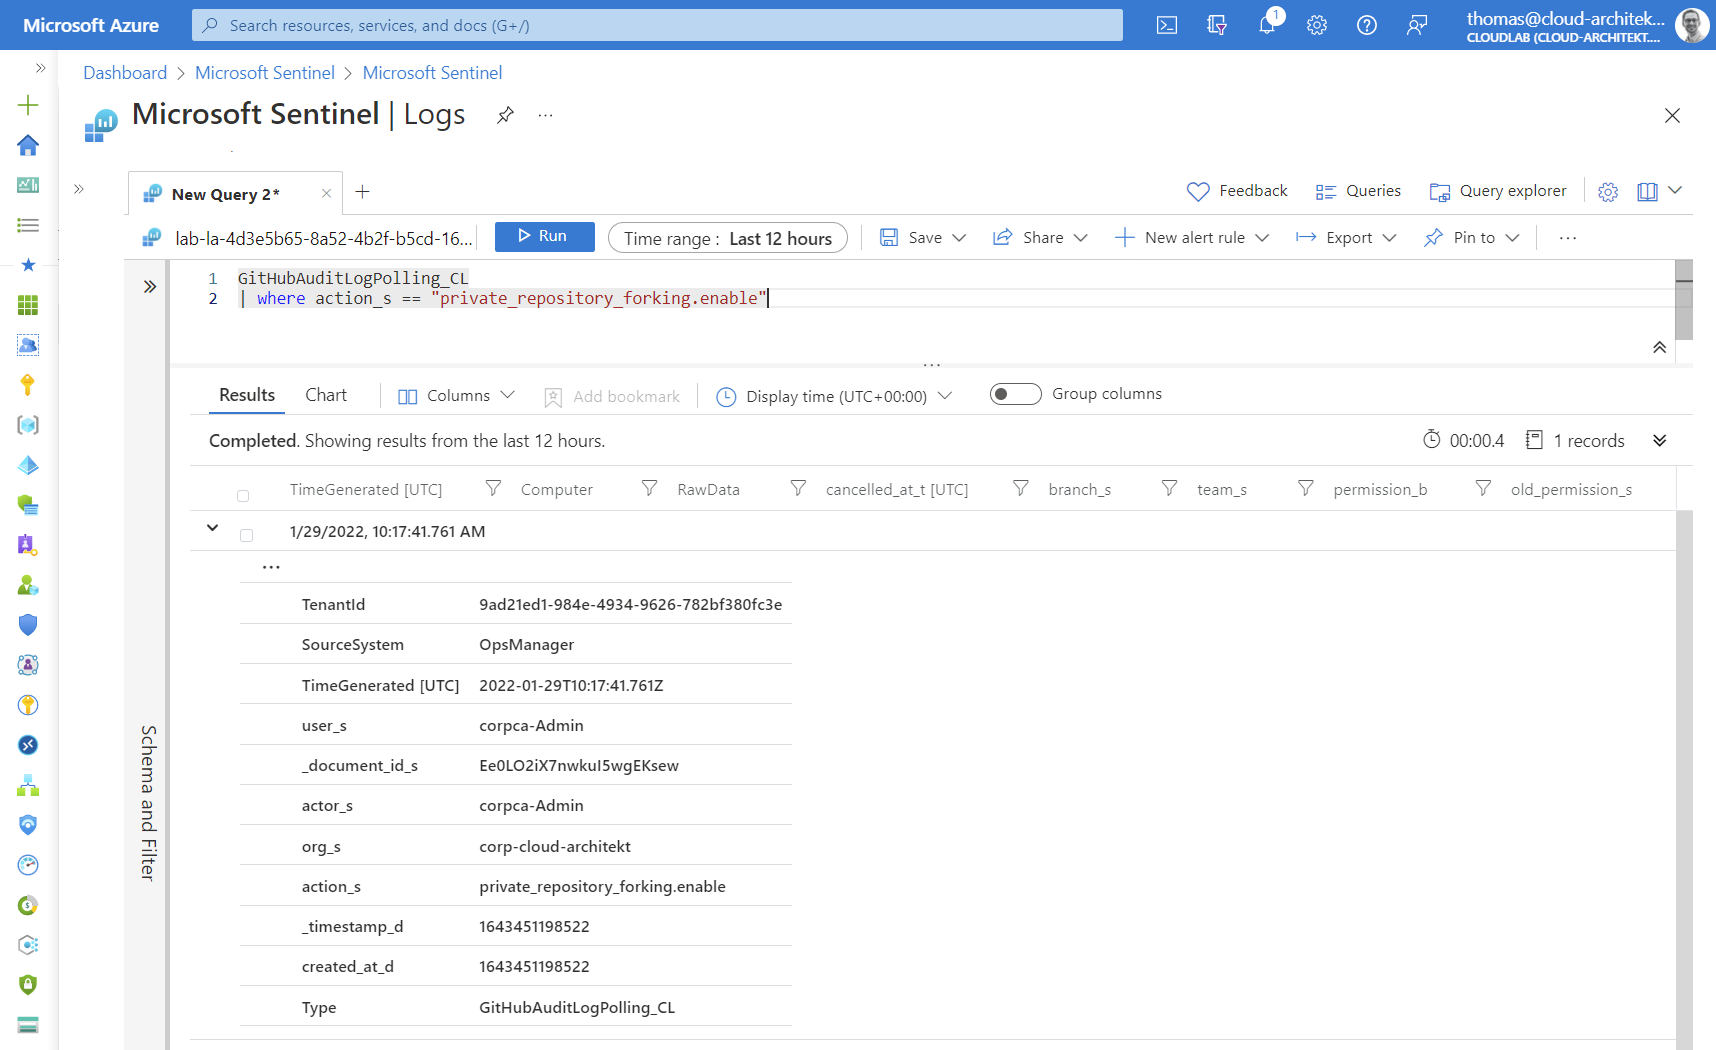 Microsoft Azure
Search resources, services, and docs (G+/)
1
thomas@cloud-architek...
CLOUDLAB (CLOUD-ARCHITEKT....
Dashboard > Microsoft Sentinel > Microsoft Sentinel
Microsoft Sentinel | Logs
...
New Query 2*
Feedback
Queries
Query explorer
lab-la-4d3e5b65-8a52-4b2f-b5cd-16...
Run
Time range : Last 12 hours
Save
Share
New alert rule
Export
Pin to
...
1 GitHubAuditLogPolling_CL
2 | where action_s == "private_repository_forking.enable"
Results
Chart
Columns
Add bookmark
Display time (UTC+00:00)
Group columns
Completed. Showing results from the last 12 hours.
00:00.4
1 records
TimeGenerated [UTC]
Computer
RawData
cancelled_at_t [UTC]
branch_s
team_s
permission_b
old_permission_s
1/29/2022, 10:17:41.761 AM
...
TenantId 9ad21ed1-984e-4934-9626-782bf380fc3e
SourceSystem OpsManager
TimeGenerated [UTC] 2022-01-29T10:17:41.761Z
user_s corpca-Admin
_document_id_s Ee0LO2iX7nwkuI5wgEKsew
actor_s corpca-Admin
org_s corp-cloud-architekt
action_s private_repository_forking.enable
_timestamp_d 1643451198522
created_at_d 1643451198522
Type GitHubAuditLogPolling_CL
Schema and Filter